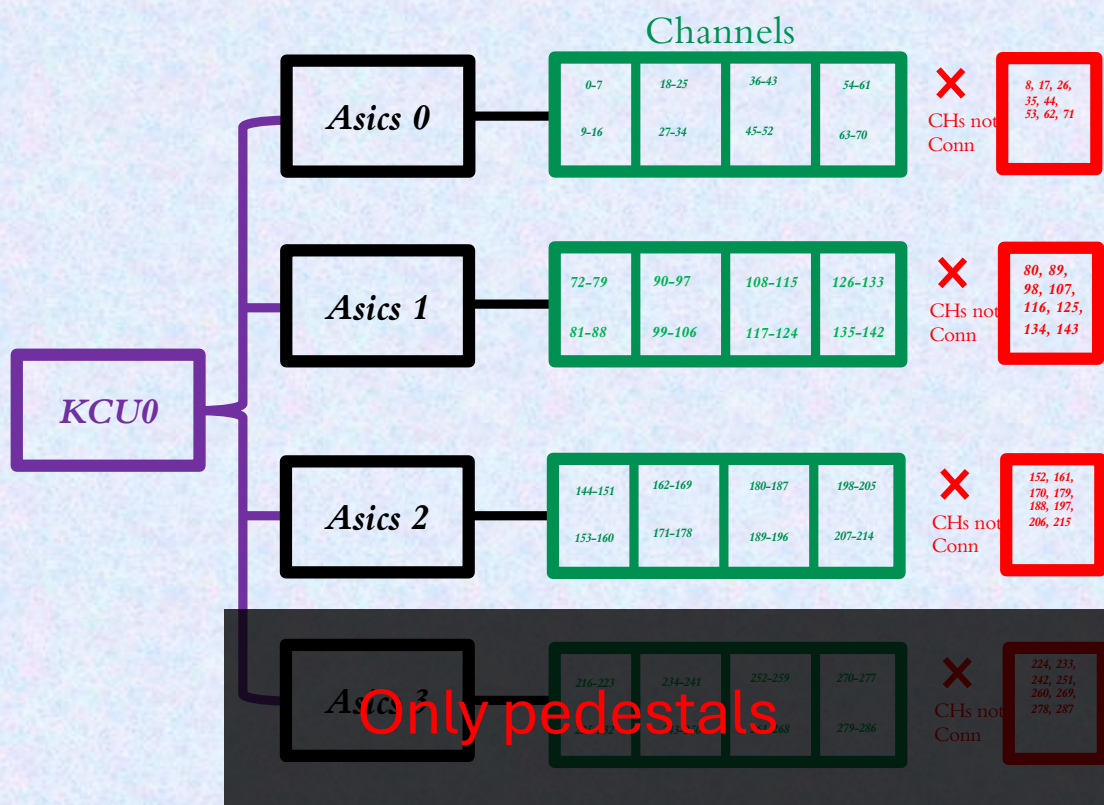 Channels
Asics 0
0-7
18-25
36-43
54-61
9-16
27-34
45-52
63-70
CHs not
Conn
8, 17, 26,
35, 44,
53, 62, 71
Asics 1
72-79
90-97
108-115
126-133
81-88
99-106
117-124
135-142
CHs not
Conn
80, 89,
98, 107,
116, 125,
134, 143
KCU0
Asics 2
144-151
162-169
180-187
198-205
153-160
171-178
189-196
207-214
CHs not
Conn
152, 161,
170, 179,
188, 197,
206, 215
Asics 3
216-223
234-241
252-259
270-277
279-286
Only pedestals
CHs not
Conn
224, 233,
242, 251,
260, 269,
278, 287